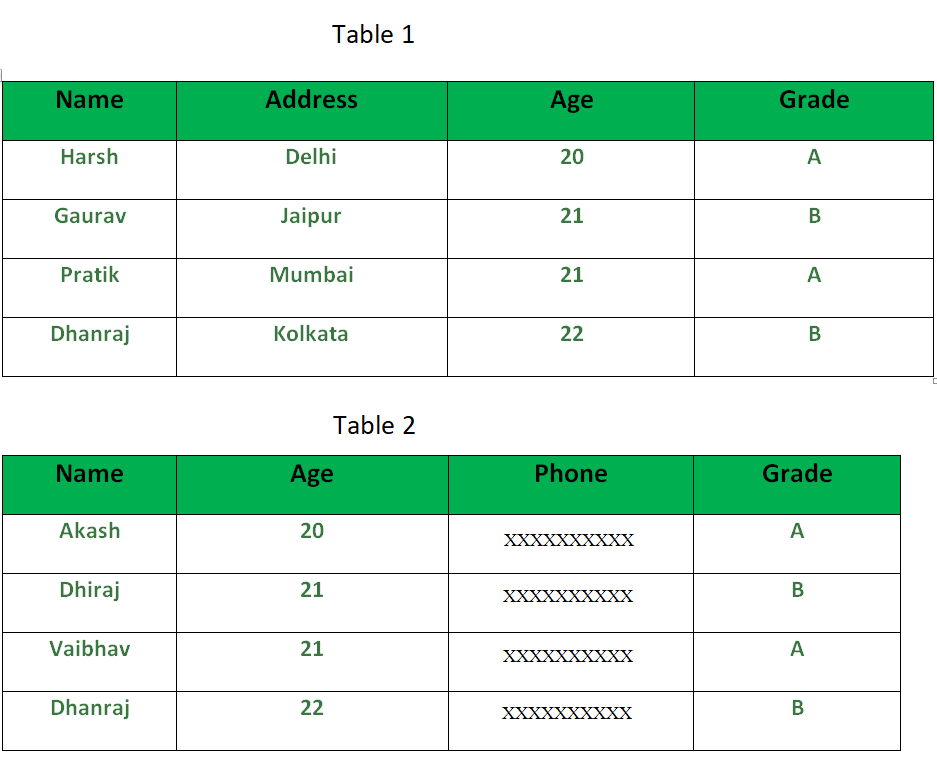 Table 1
Name Address Age Grade
Harsh Delhi 20 A
Gaurav Jaipur 21 B
Pratik Mumbai 21 A
Dhanraj Kolkata 22 B
Table 2
Name Age Phone Grade
Akash 20 XXXXXXXXXX A
Dhiraj 21 XXXXXXXXXX B
Vaibhav 21 XXXXXXXXXX A
Dhanraj 22 XXXXXXXXXX B